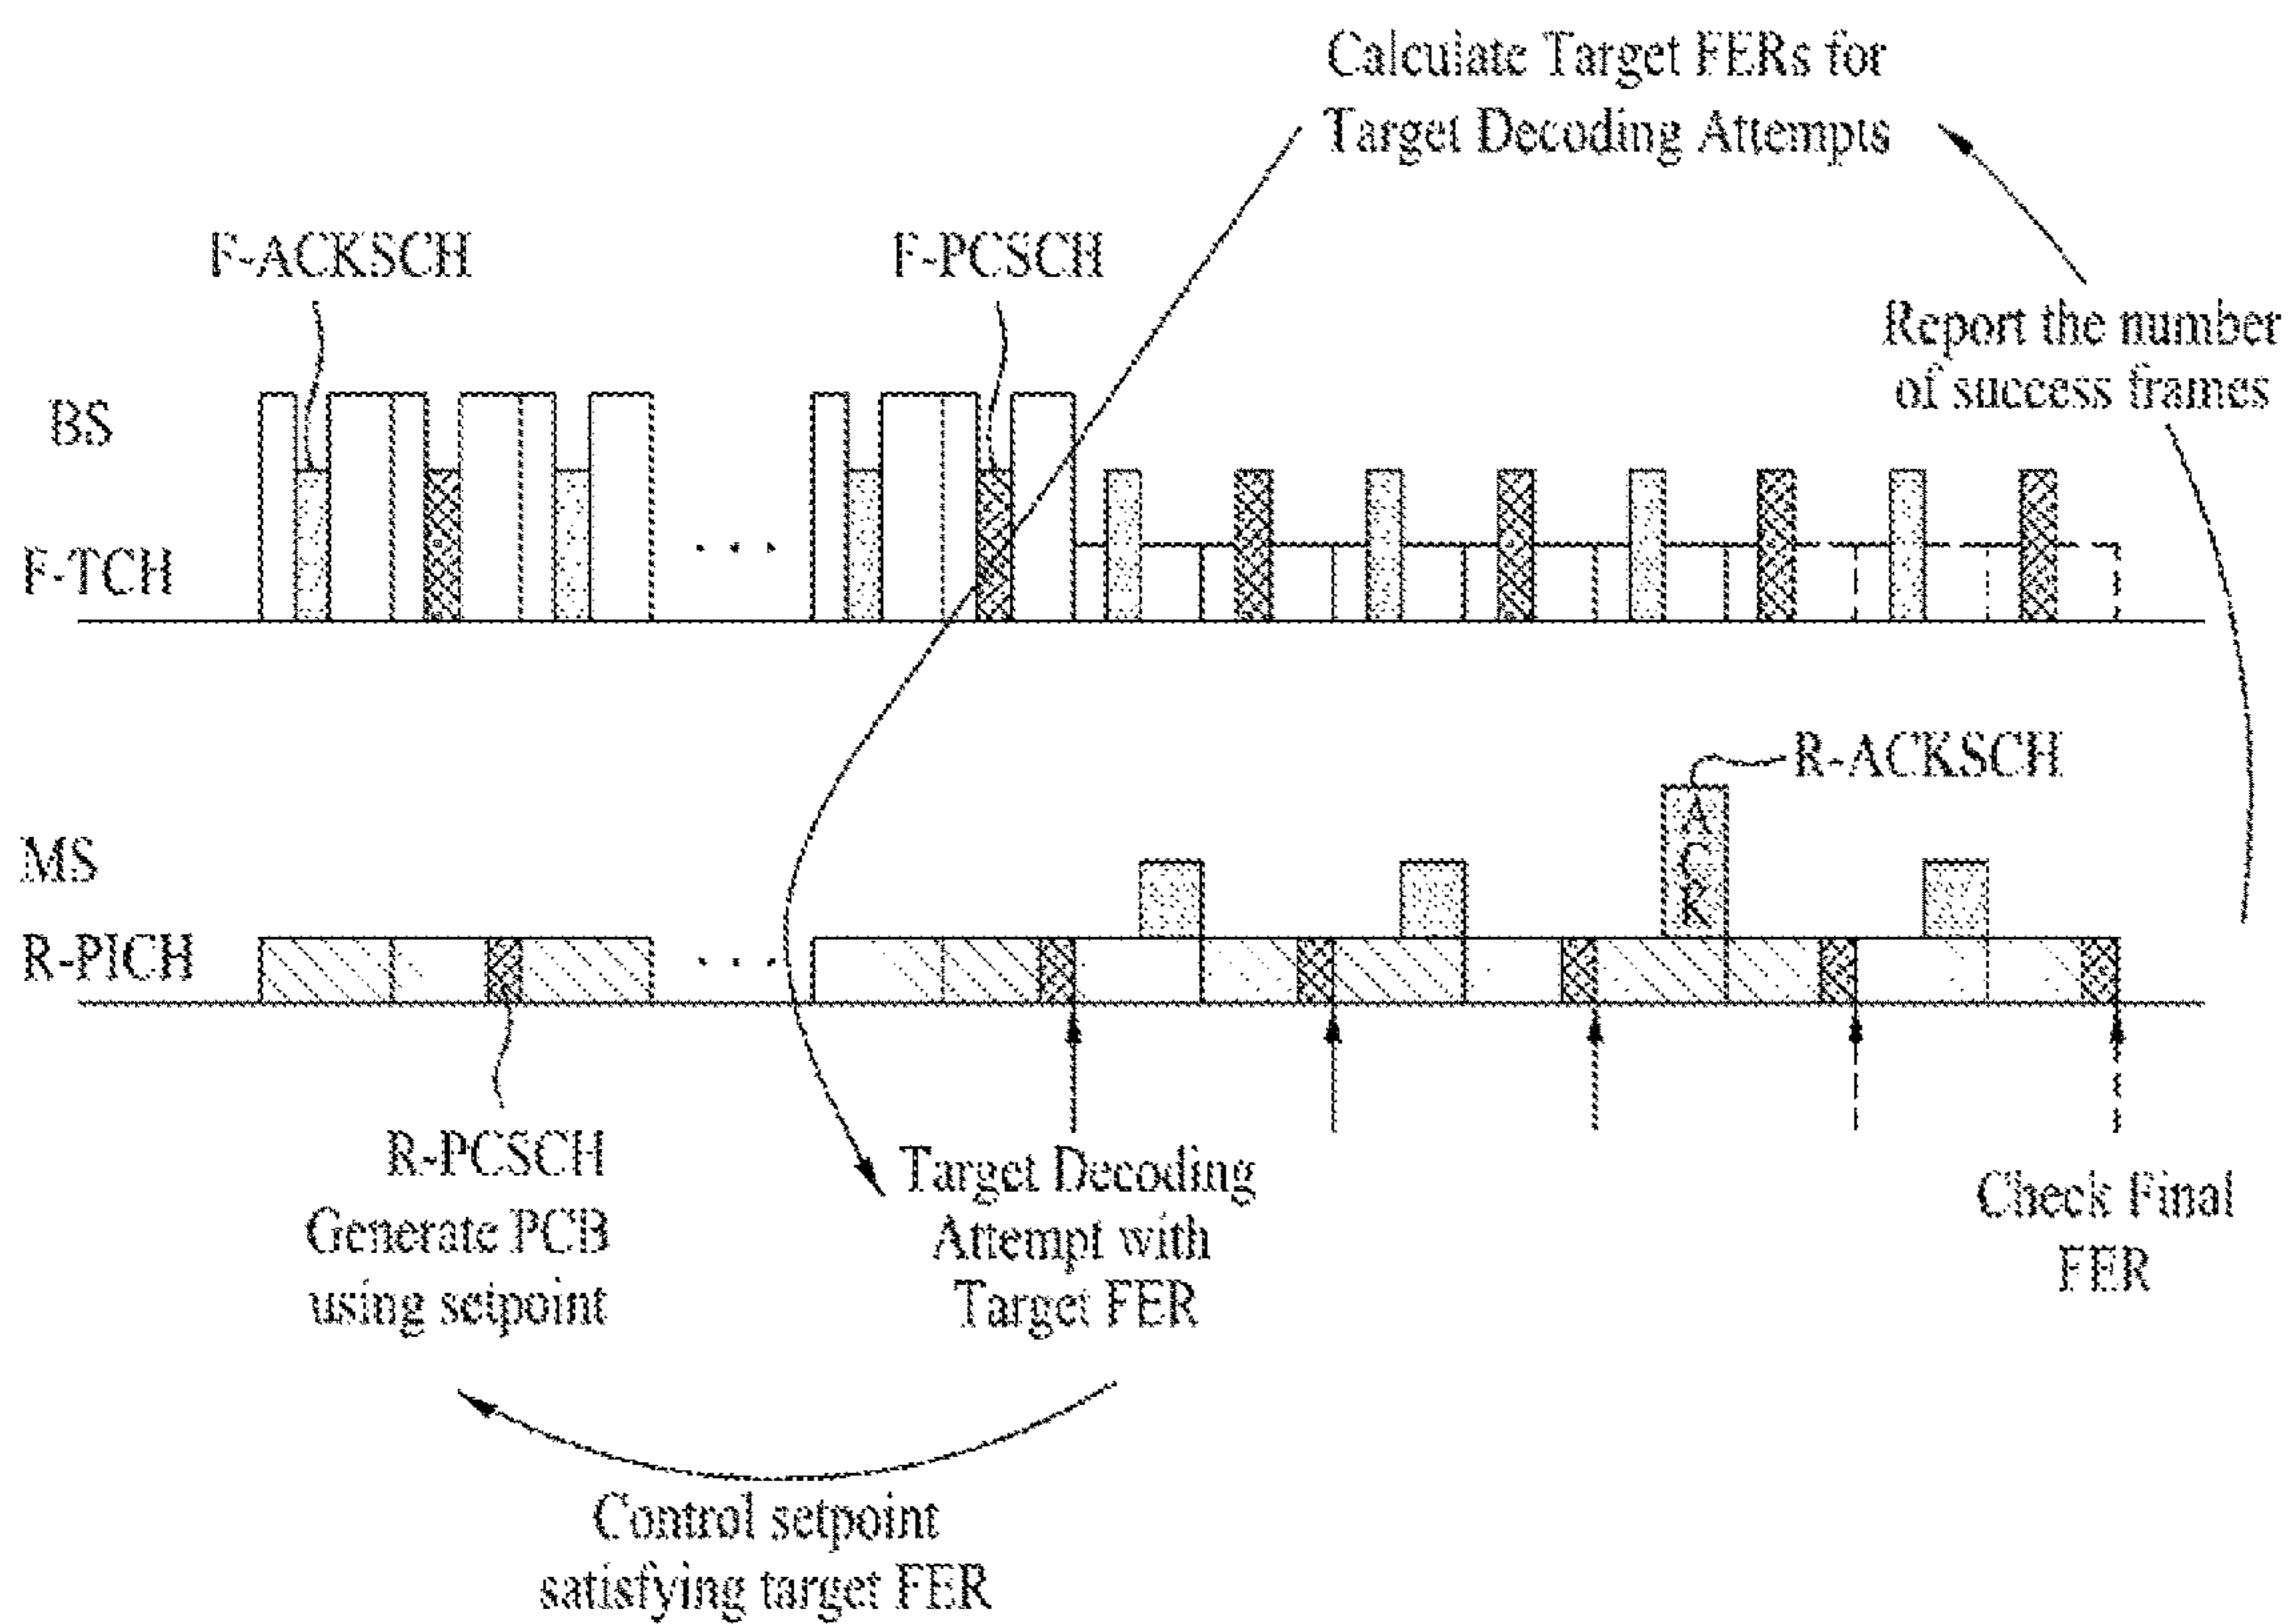 Calculate Target FERs for
Target Decoding Attempts
F-ACKSCH
F-PCSCH
Report the number
of success frames
BS
F-TCH
R-ACKSCH
ACK
MS
R-PICH
R-PCSCH
Generate PCB
using setpoint
Target Decoding
Attempt with
Target FER
Check Final
FER
Control setpoint
satisfying target FER